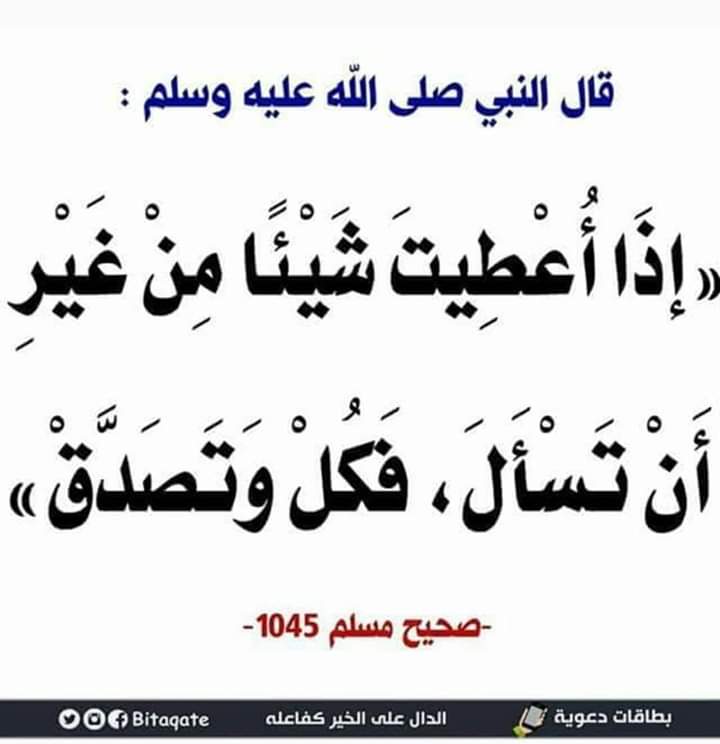 قال النبي صلى الله عليه وسلم :
«إِذَا أُعْطِيتَ شَيْئًا مِنْ غَيْرِ
أَنْ تَسْأَلَ، فَكُلْ وَتَصَدَّقْ»
-صحيح مسلم 1045-
بطاقات دعوية الدال على الخير كفاعله Bitaqate